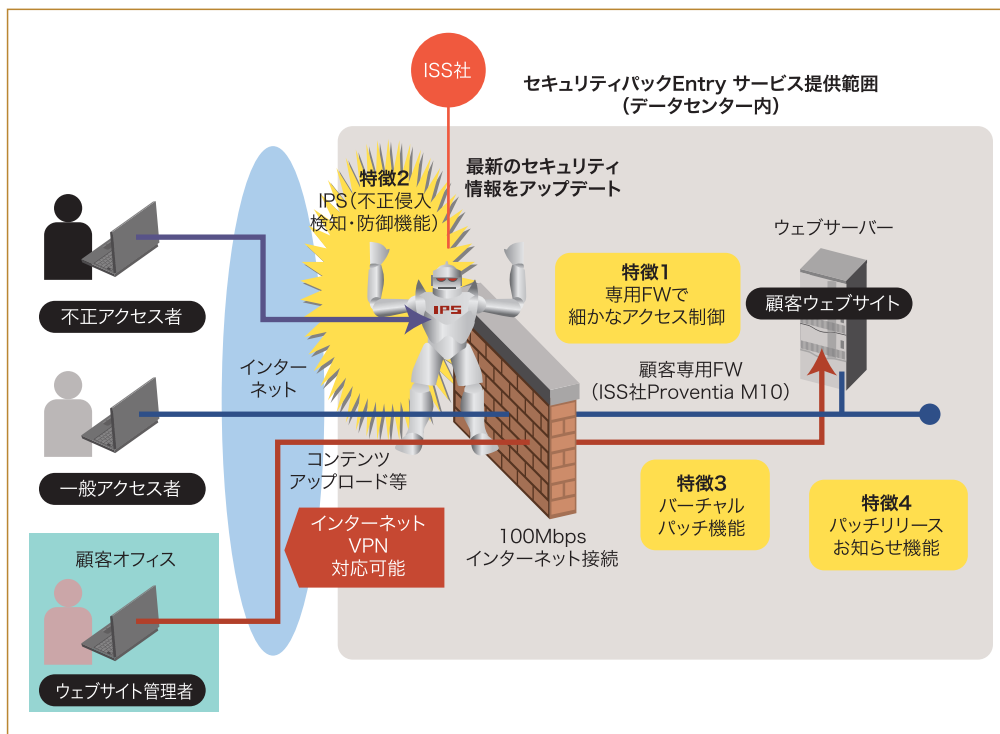 ISS社
セキュリティパックEntry サービス提供範囲
（データセンター内）
最新のセキュリティ
情報をアップデート
特徴2
IPS（不正侵入
検知・防御機能）
IPS
不正アクセス者
インター
ネット
一般アクセス者
特徴1
専用FWで
細かなアクセス制御
ウェブサーバー
顧客ウェブサイト
顧客専用FW
（ISS社Proventia M10）
コンテンツ
アップロード等
インターネット
VPN
対応可能
100Mbps
インターネット接続
特徴3
バーチャル
パッチ機能
特徴4
パッチリリース
お知らせ機能
顧客オフィス
ウェブサイト管理者